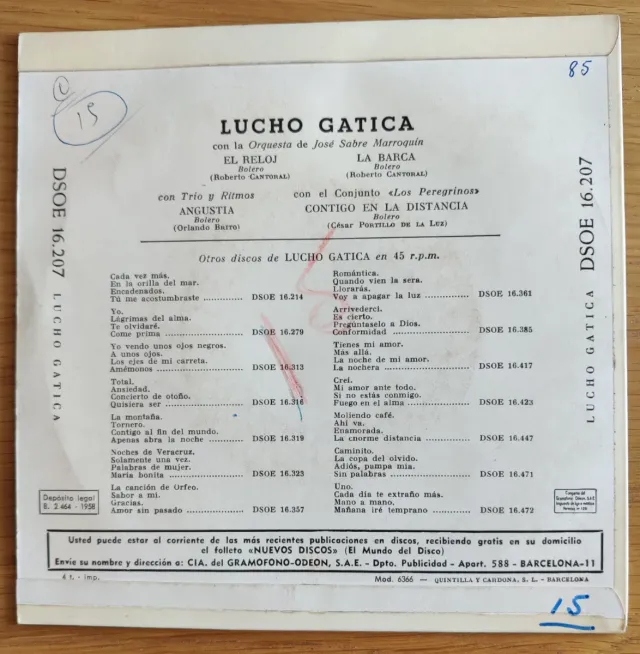 15
85
LUCHO GATICA
con la Orquesta de José Sabre Marroquín
EL RELOJ
Bolero
(Roberto CANTORAL)
LA BARCA
Bolero
(Roberto CANTORAL)
con Trío y Ritmos
ANGUSTIA
Bolero
(Orlando Barro)
con el Conjunto «Los Peregrinos»
CONTIGO EN LA DISTANCIA
Bolero
(César PORTILLO DE LA LUZ)
DSOE 16.207 LUCHO GATICA
LUCHO GATICA DSOE 16.207
Otros discos de LUCHO GATICA en 45 r.p.m.
Cada vez más.
En la orilla del mar.
Encadenados.
Tú me acostumbraste ............... DSOE 16.214
Yo.
Lágrimas del alma.
Te olvidaré.
Come prima ............... DSOE 16.279
Yo vendo unos ojos negros.
A unos ojos.
Los ejes de mi carreta.
Amémonos ............... DSOE 16.313
Total.
Ansiedad.
Concierto de otoño.
Quisiera ser ............... DSOE 16.316
La montaña.
Tornero.
Contigo al fin del mundo.
Apenas abra la noche ............... DSOE 16.319
Noches de Veracruz.
Solamente una vez.
Palabras de mujer.
María bonita ............... DSOE 16.323
La canción de Orfeo.
Sabor a mí.
Gracias.
Amor sin pasado ............... DSOE 16.357
Romántica.
Quando vien la sera.
Llorarás.
Voy a apagar la luz ............... DSOE 16.361
Arrivederci.
Es cierto.
Pregúntaselo a Dios.
Conformidad ............... DSOE 16.385
Tienes mi amor.
Más allá.
La noche de mi amor.
La nochera ............... DSOE 16.417
Creí.
Mi amor ante todo.
Si no estás conmigo.
Fuego en el alma ............... DSOE 16.423
Moliendo café.
Ahí va.
Enamorada.
La enorme distancia ............... DSOE 16.447
Caminito.
La copa del olvido.
Adiós, pampa mía.
Sin palabras ............... DSOE 16.471
Uno.
Cada día te extraño más.
Mano a mano.
Mañana iré temprano ............... DSOE 16.472
Depósito legal
B. 2.464 - 1958
Usted puede estar al corriente de las más recientes publicaciones en discos, recibiendo gratis en su domicilio
el folleto «NUEVOS DISCOS» (El Mundo del Disco)
Envíe su nombre y dirección a: CIA. del GRAMOFONO-ODEON, S.A.E. - Dpto. Publicidad - Apart. 588 - BARCELONA-11
6 t. - imp.
Mod. 6366 — QUINTILLA Y CARDONA, S. L. - BARCELONA
15